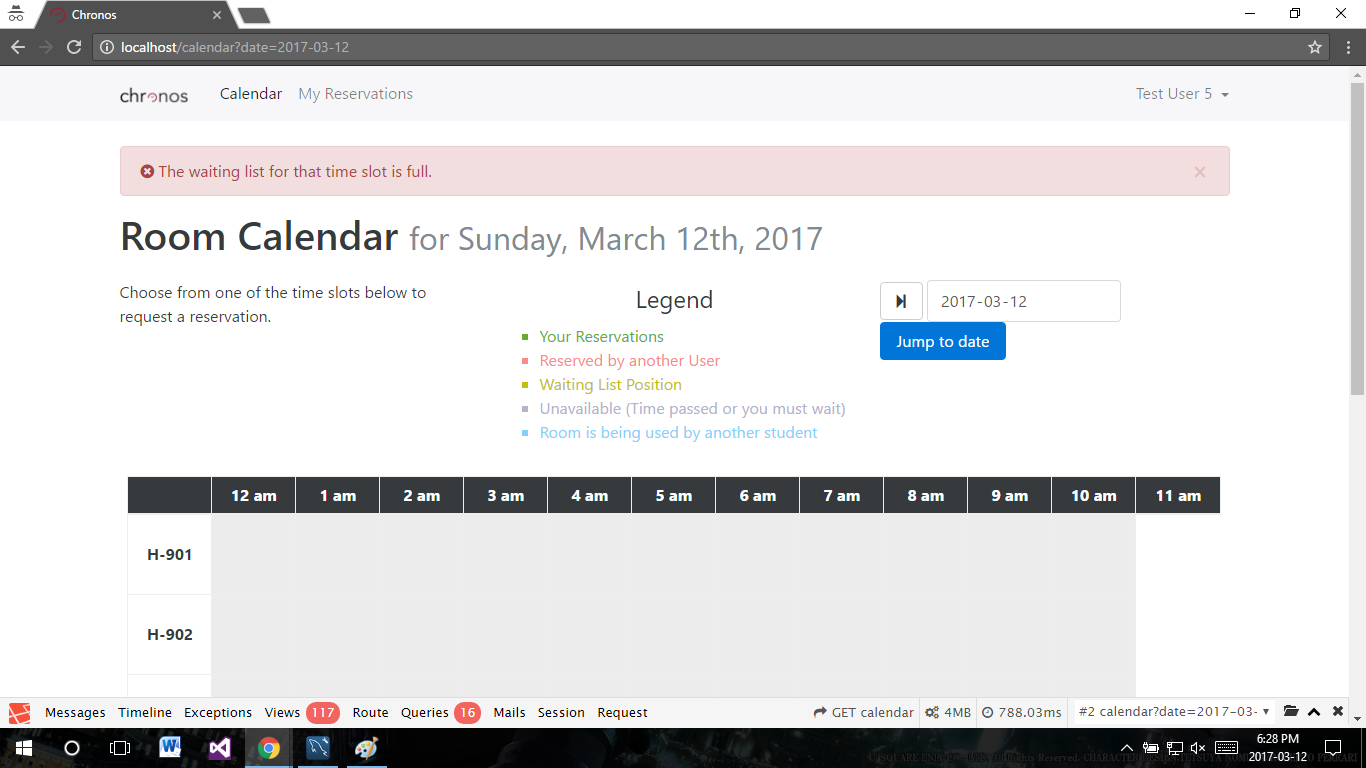 Chronos
localhost/calendar?date=2017-03-12
chronos Calendar My Reservations Test User 5
The waiting list for that time slot is full. ×
Room Calendar for Sunday, March 12th, 2017
Choose from one of the time slots below to
request a reservation.
Legend
Your Reservations
Reserved by another User
Waiting List Position
Unavailable (Time passed or you must wait)
Room is being used by another student
2017-03-12
Jump to date
12 am 1 am 2 am 3 am 4 am 5 am 6 am 7 am 8 am 9 am 10 am 11 am
H-901
H-902
Messages Timeline Exceptions Views 117 Route Queries 16 Mails Session Request GET calendar 4MB 788.03ms #2 calendar?date=2017-03-
6:28 PM
2017-03-12